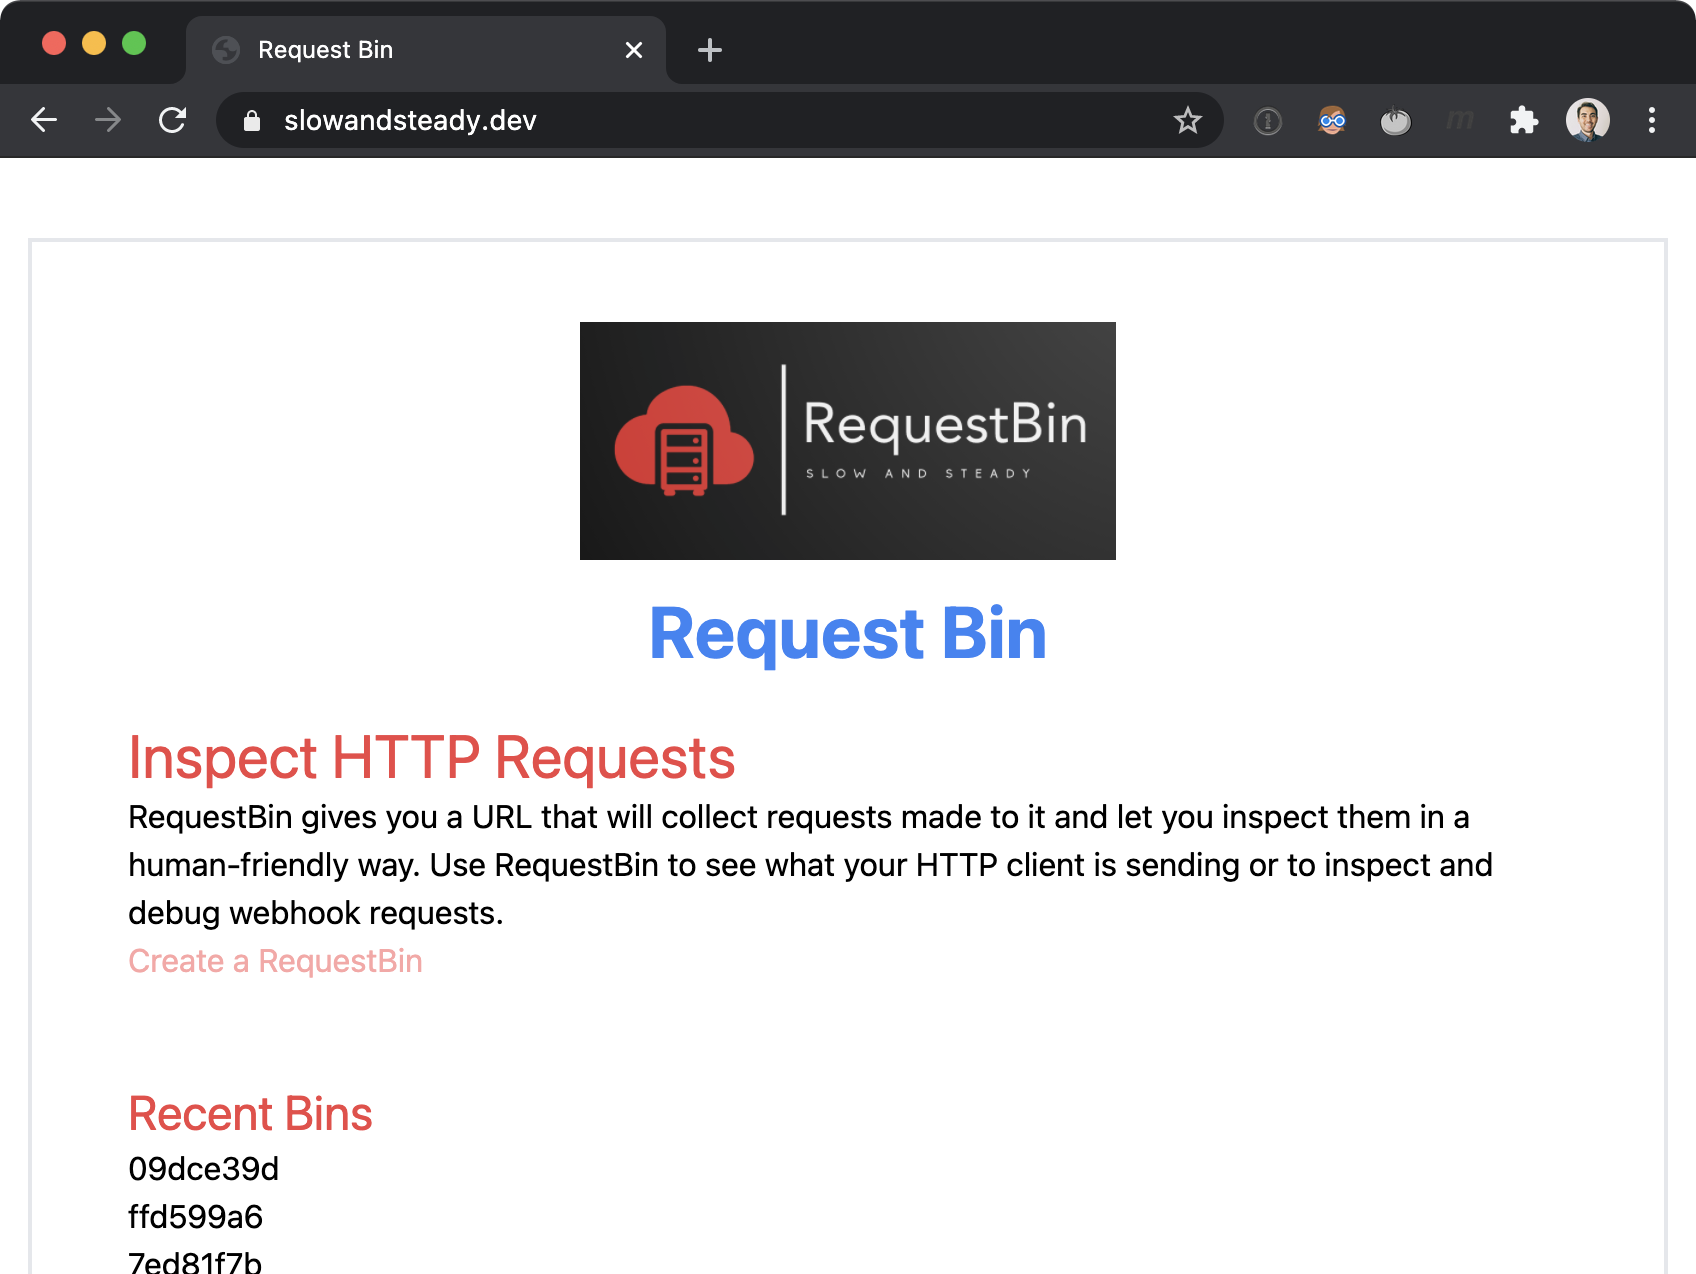 Request Bin
slowandsteady.dev
m
RequestBin
SLOW AND STEADY
Request Bin
Inspect HTTP Requests
RequestBin gives you a URL that will collect requests made to it and let you inspect them in a
human-friendly way. Use RequestBin to see what your HTTP client is sending or to inspect and
debug webhook requests.
Create a RequestBin
Recent Bins
09dce39d
ffd599a6
7ed81f7b